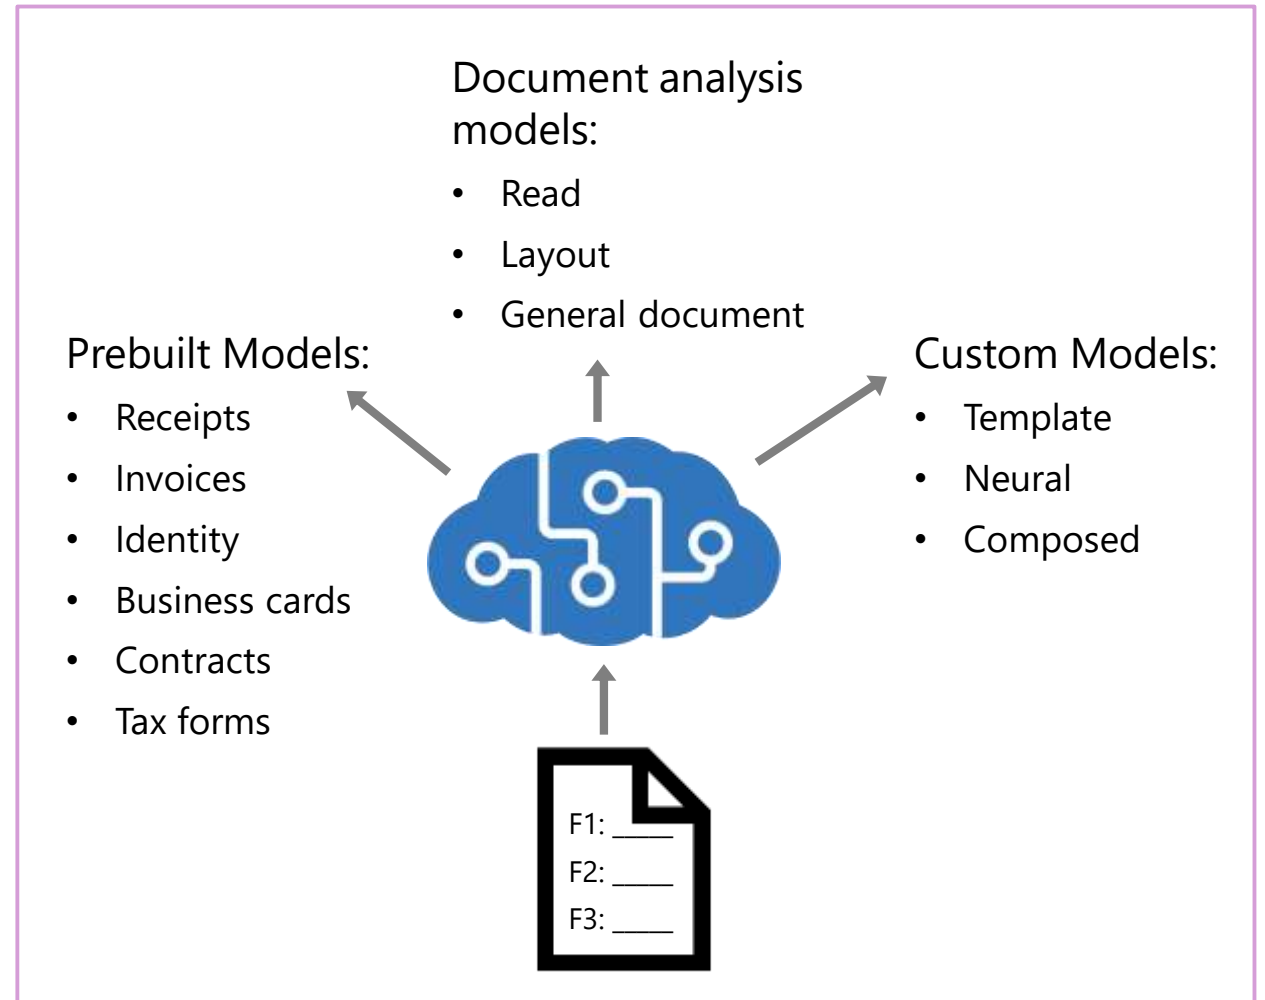 Document analysis
models:
• Read
• Layout
• General document
Prebuilt Models:
• Receipts
• Invoices
• Identity
• Business cards
• Contracts
• Tax forms
Custom Models:
• Template
• Neural
• Composed
F1: _____
F2: _____
F3: _____